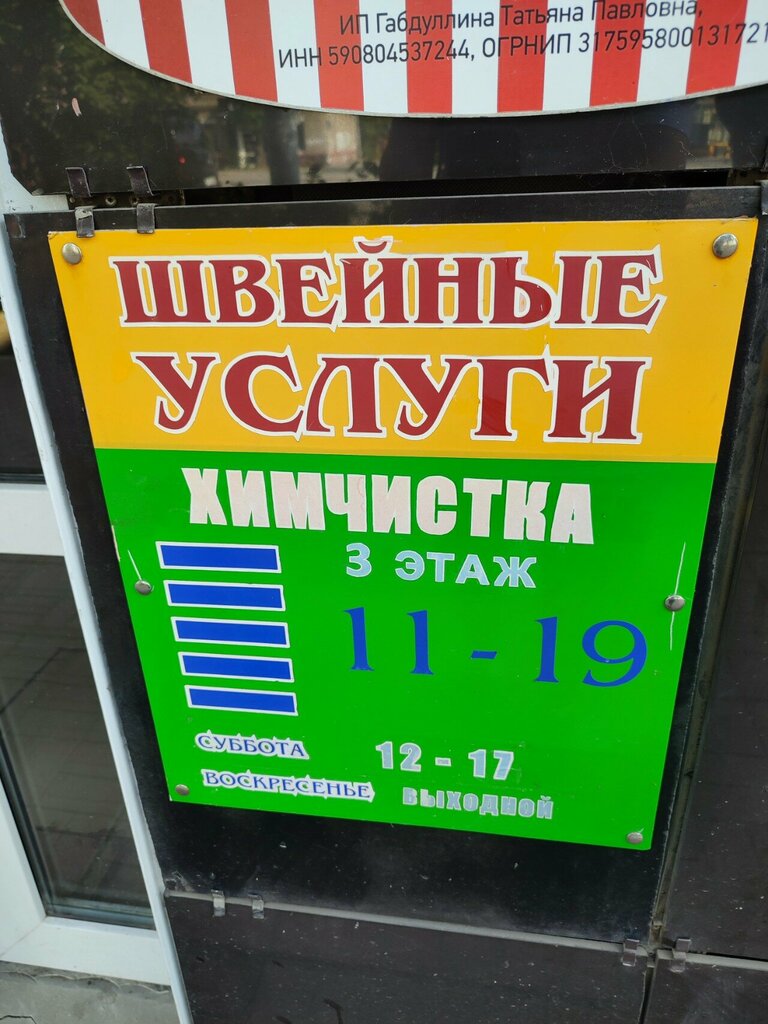 ИП Габдуллина Татьяна Павловна,
ИНН 590804537244, ОГРНИП 317595800131721
ШВЕЙНЫЕ
УСЛУГИ
ХИМЧИСТКА
3 ЭТАЖ
11-19
СУББОТА 12-17
ВОСКРЕСЕНЬЕ ВЫХОДНОЙ